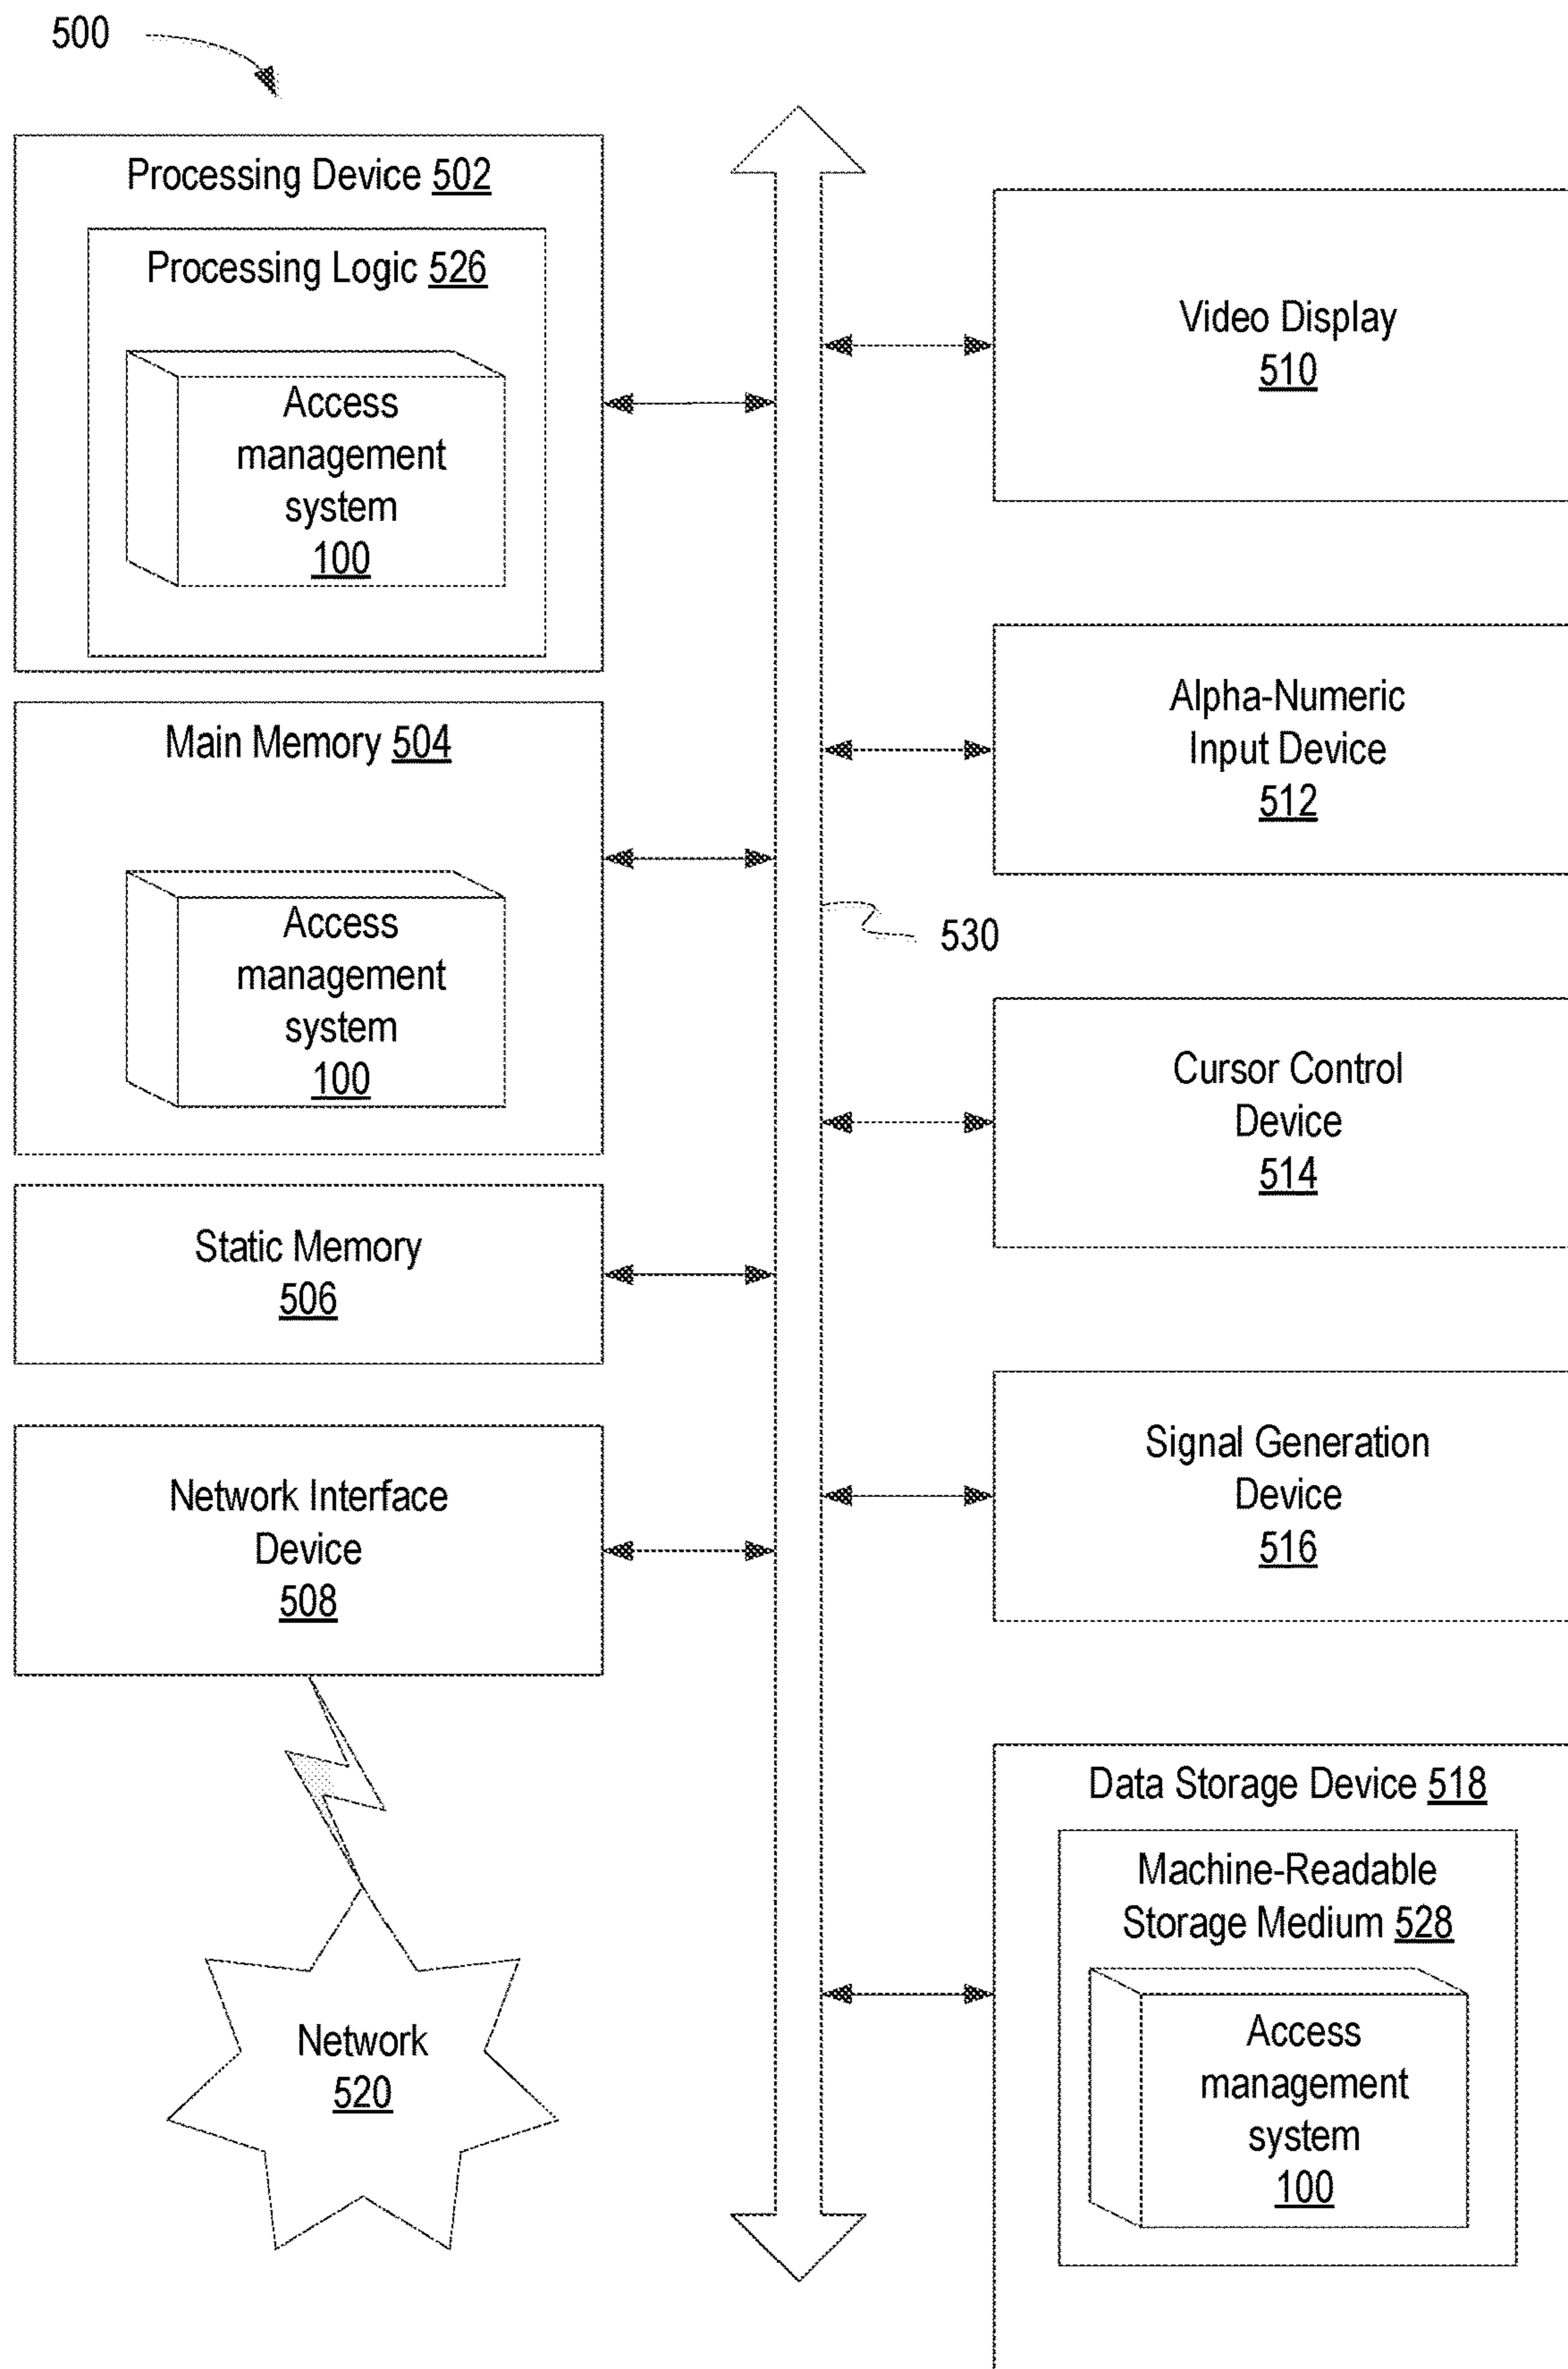 500
Processing Device 502
Processing Logic 526
Access
management
system
100
Main Memory 504
Access
management
system
100
Static Memory
506
Network Interface
Device
508
Network
520
530
Video Display
510
Alpha-Numeric
Input Device
512
Cursor Control
Device
514
Signal Generation
Device
516
Data Storage Device 518
Machine-Readable
Storage Medium 528
Access
management
system
100